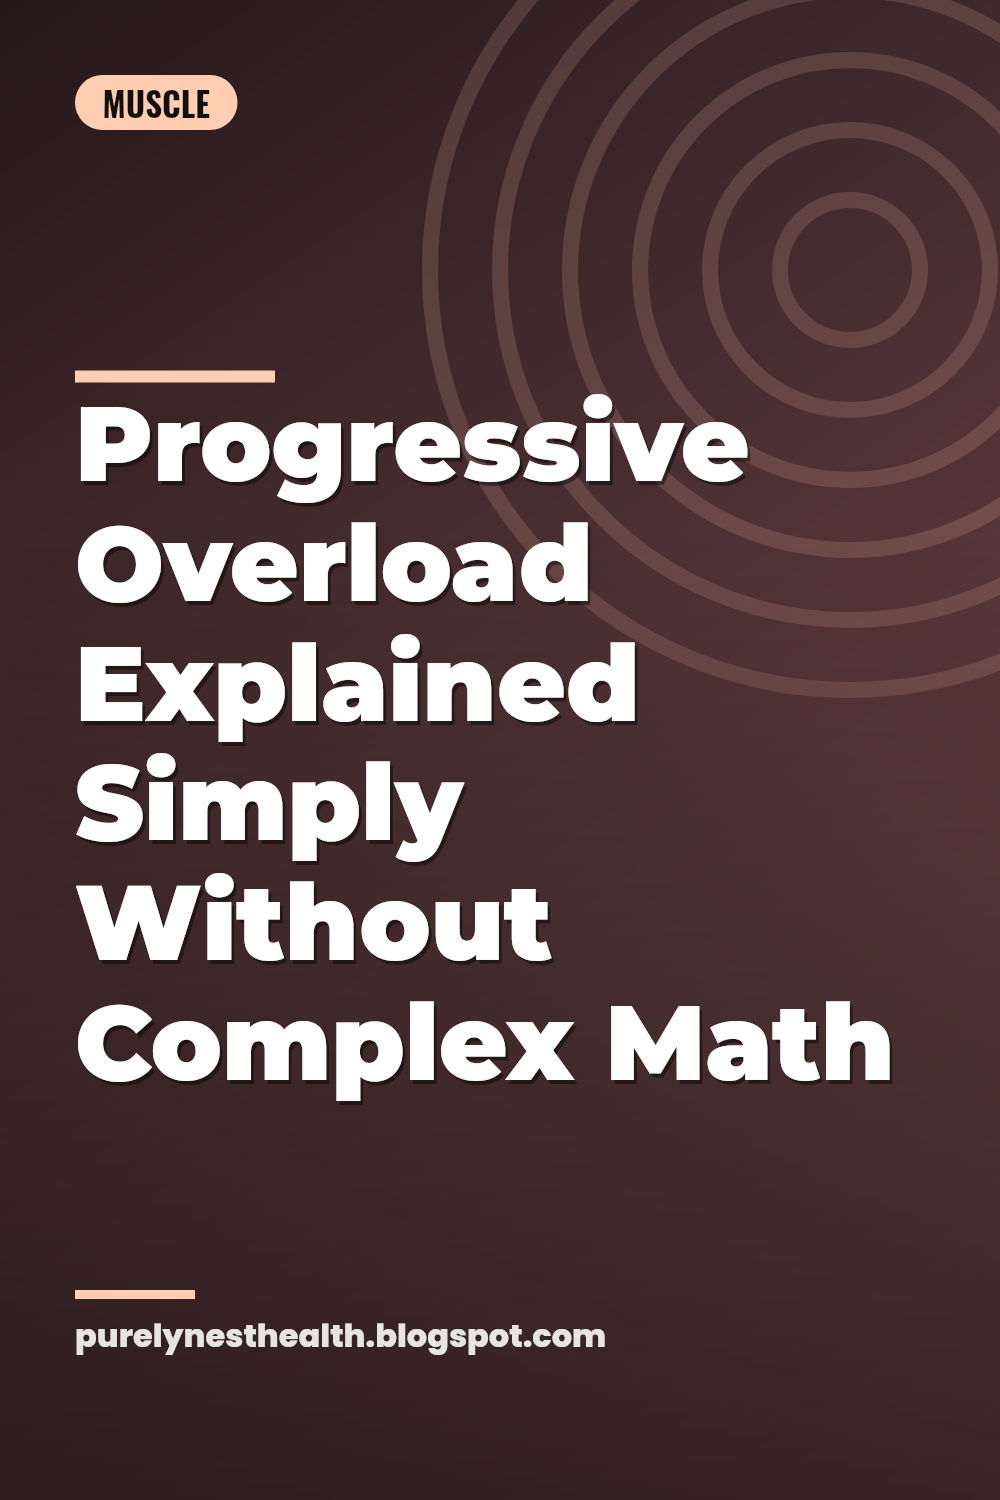 MUSCLE
Progressive
Overload
Explained
Simply
Without
Complex Math
purelynesthealth.blogspot.com